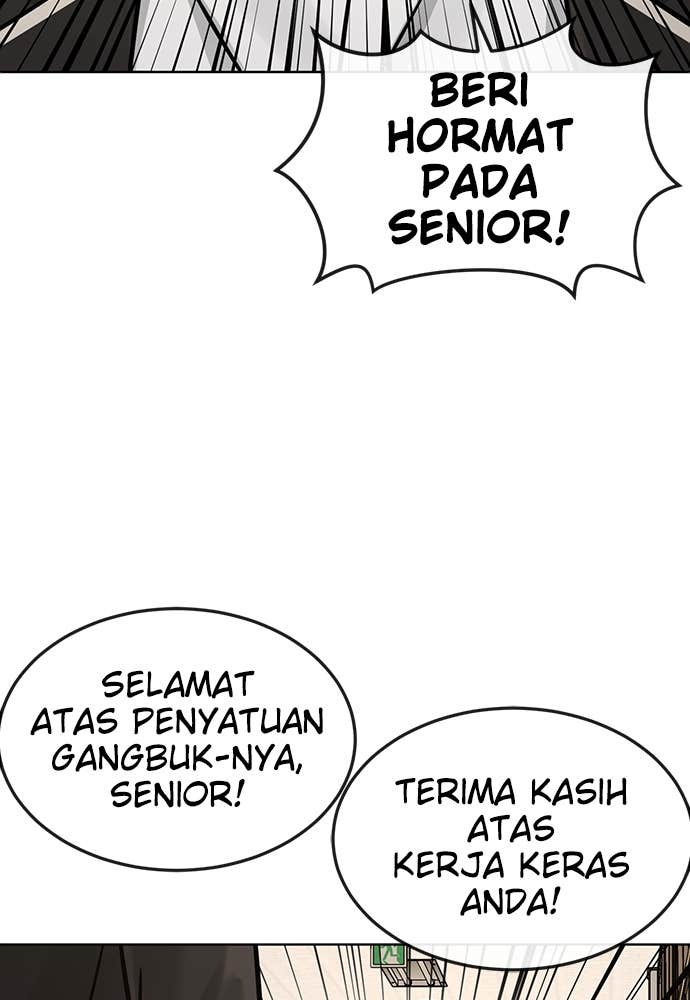 BERI
HORMAT
PADA
SENIOR!
SELAMAT
ATAS PENYATUAN
GANGBUK-NYA,
SENIOR!
TERIMA KASIH
ATAS
KERJA KERAS
ANDA!